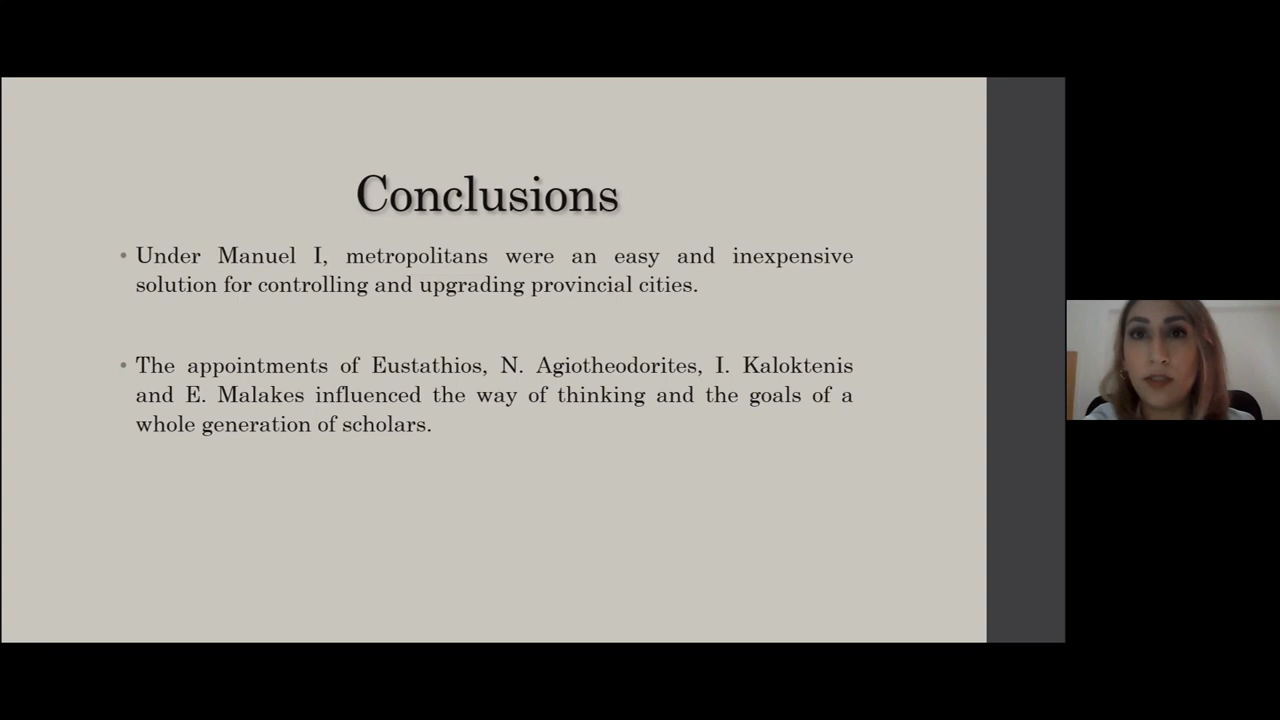 Conclusions
• Under Manuel I, metropolitans were an easy and inexpensive
solution for controlling and upgrading provincial cities.
• The appointments of Eustathios, N. Agiotheodorites, I. Kaloktenis
and E. Malakes influenced the way of thinking and the goals of a
whole generation of scholars.